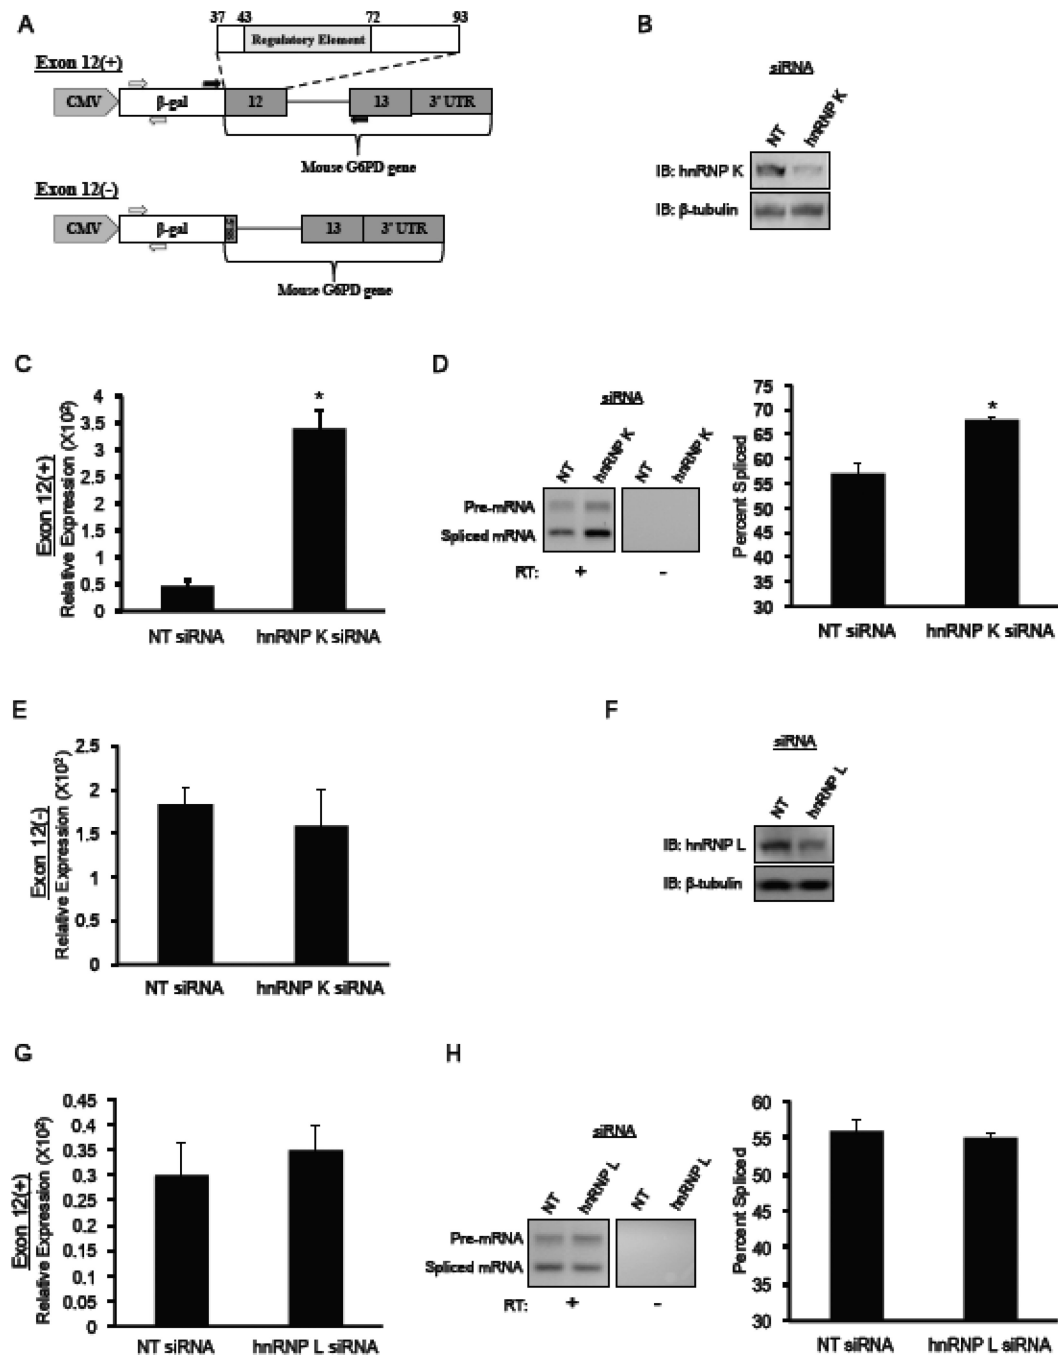 A
37 43 72 93
Regulatory Element
Exon 12(+)
CMV β-gal 12 13 3' UTR
Mouse G6PD gene
Exon 12(-)
CMV β-gal 13 3' UTR
Mouse G6PD gene
B
siRNA
NT hnRNP K
IB: hnRNP K
IB: β-tubulin
C
Exon 12(+)
Relative Expression (X10²)
4
3.5
3
2.5
2
1.5
1
0.5
0
*
NT siRNA hnRNP K siRNA
D
siRNA
NT hnRNP K NT hnRNP K
Pre-mRNA
Spliced mRNA
RT: + -
Percent Spliced
75
70
65
60
55
50
45
40
35
30
*
NT siRNA hnRNP K siRNA
E
Exon 12(-)
Relative Expression (X10²)
2.5
2
1.5
1
0.5
0
NT siRNA hnRNP K siRNA
F
siRNA
NT hnRNP L
IB: hnRNP L
IB: β-tubulin
G
Exon 12(+)
Relative Expression (X10²)
0.45
0.4
0.35
0.3
0.25
0.2
0.15
0.1
0.05
0
NT siRNA hnRNP L siRNA
H
siRNA
NT hnRNP L NT hnRNP L
Pre-mRNA
Spliced mRNA
RT: + -
Percent Spliced
60
55
50
45
40
35
30
NT siRNA hnRNP L siRNA